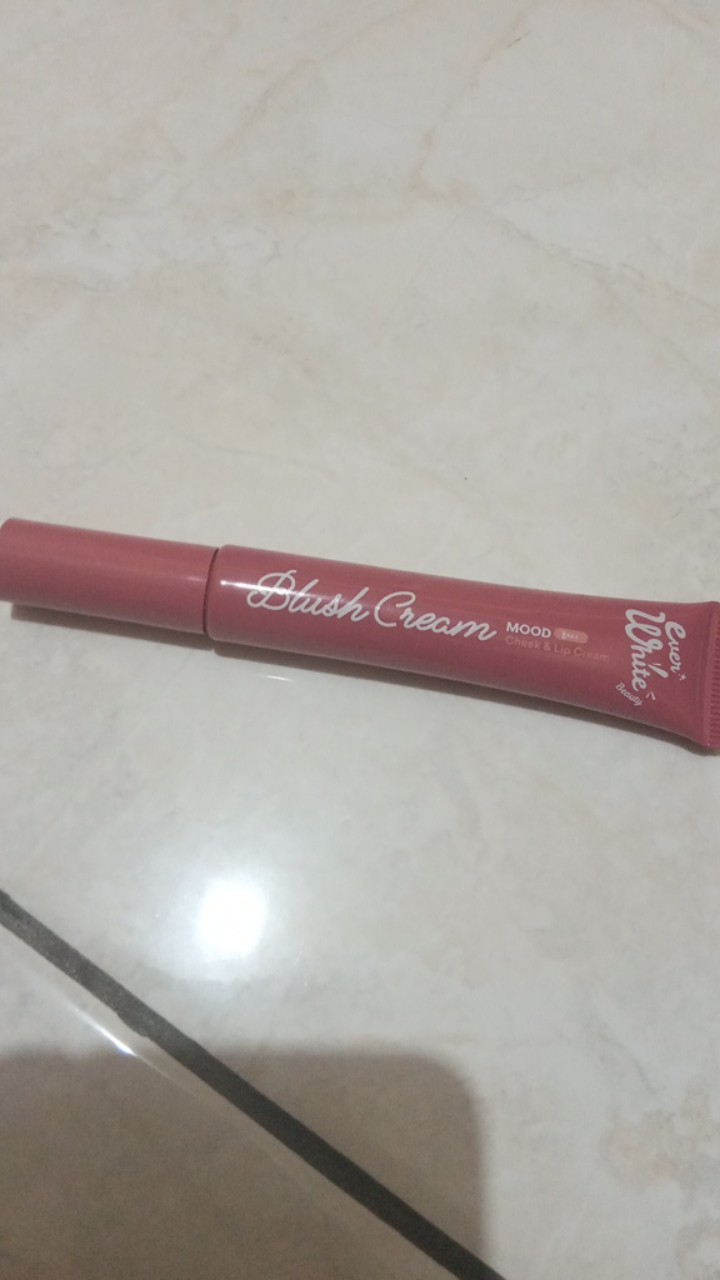 Blush Cream
MOOD
Cheek & Lip Cream
Ever
White
Beauty